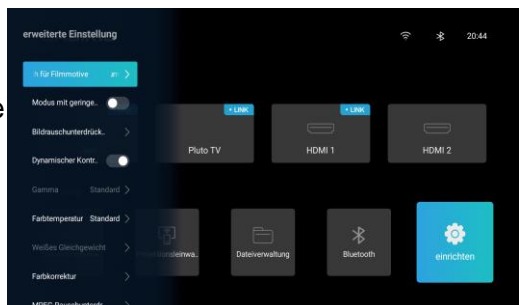 erweiterte Einstellung
20:44
für Filmmotive
Modus mit geringe..
Bildrauschunterdrück..
Dynamischer Kontr..
Gamma Standard
Farbtemperatur Standard
Weißes Gleichgewicht
Farbkorrektur
MPEG
+ LINK
+ LINK
Pluto TV
HDMI 1
HDMI 2
Dateiverwaltung
Bluetooth
einrichten